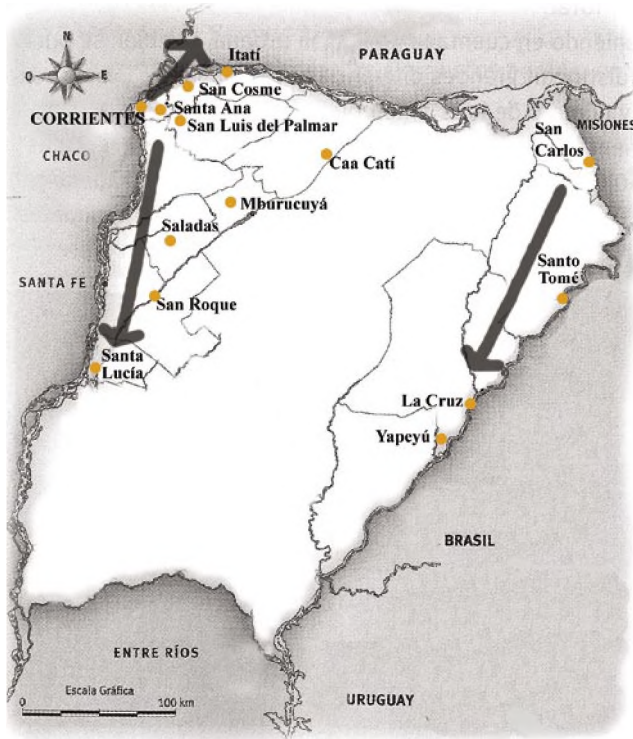 N
O
E
PARAGUAY
Itatí
San Cosme
CORRIENTES
Santa Ana
San Luis del Palmar
MISIONES
San
Carlos
CHACO
Caa Catí
Mburucuyá
Saladas
Santo
Tomé
SANTA FE
San Roque
Santa
Lucía
La Cruz
Yapeyú
BRASIL
ENTRE RÍOS
Escala Gráfica
0
100 km
URUGUAY